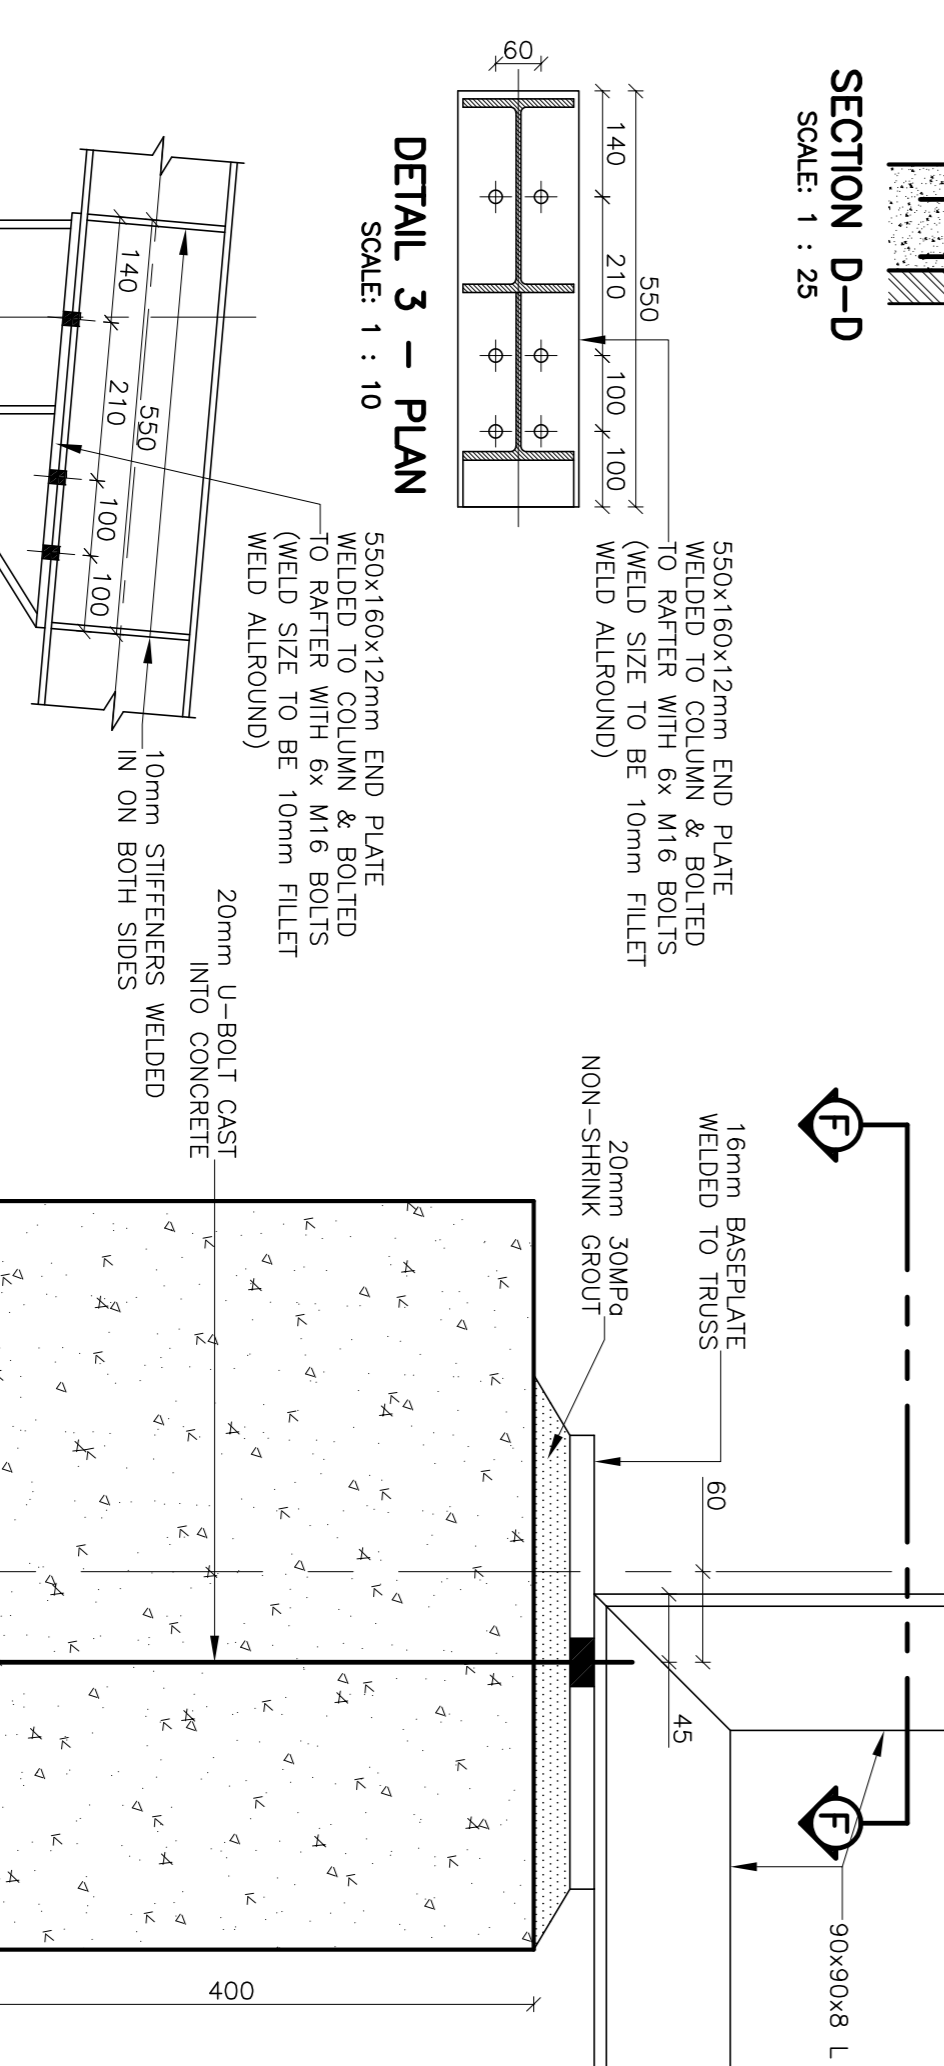 SECTION D-D
SCALE: 1 : 25
60
140
210
100
100
550
550x160x12mm END PLATE
WELDED TO COLUMN & BOLTED
TO RAFTER WITH 6x M16 BOLTS
(WELD SIZE TO BE 10mm FILLET
WELD ALLROUND)
DETAIL 3 - PLAN
SCALE: 1 : 10
140
210
100
100
550
550x160x12mm END PLATE
WELDED TO COLUMN & BOLTED
TO RAFTER WITH 6x M16 BOLTS
(WELD SIZE TO BE 10mm FILLET
WELD ALLROUND)
10mm STIFFENERS WELDED
IN ON BOTH SIDES
F
F
16mm BASEPLATE
WELDED TO TRUSS
20mm 30MPa
NON-SHRINK GROUT
20mm U-BOLT CAST
INTO CONCRETE
60
45
90x90x8 L
400